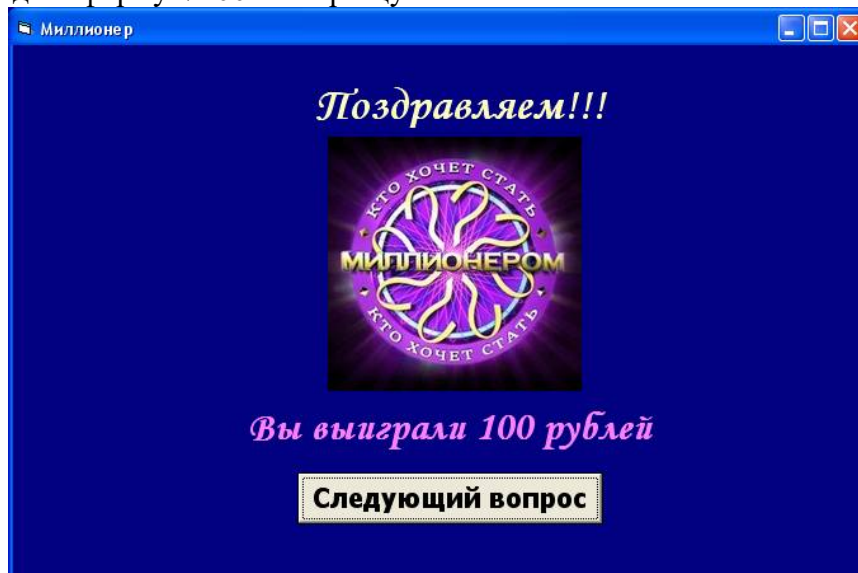 Миллионер
Поздравляем!!!
КТО ХОЧЕТ СТАТЬ
МИЛЛИОНЕРОМ
КТО ХОЧЕТ СТАТЬ
Вы выиграли 100 рублей
Следующий вопрос